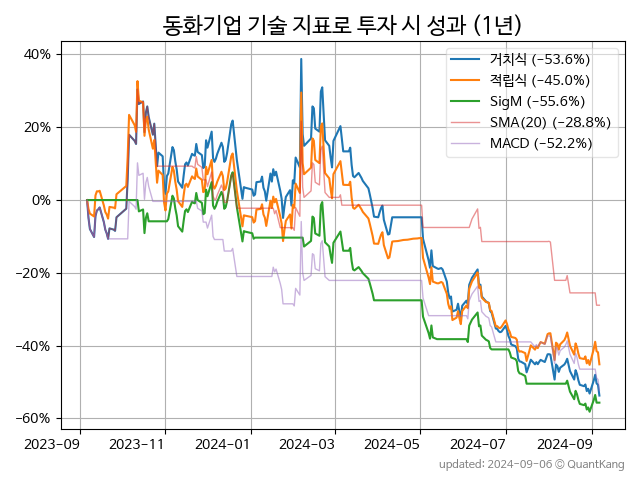 동화기업 기술 지표로 투자 시 성과 (1년)
40%
20%
0%
−20%
−40%
−60%
거치식 (−53.6%)
적립식 (−45.0%)
SigM (−55.6%)
SMA(20) (−28.8%)
MACD (−52.2%)
2023−09
2023−11
2024−01
2024−03
2024−05
2024−07
2024−09
updated: 2024-09-06 © QuantKang